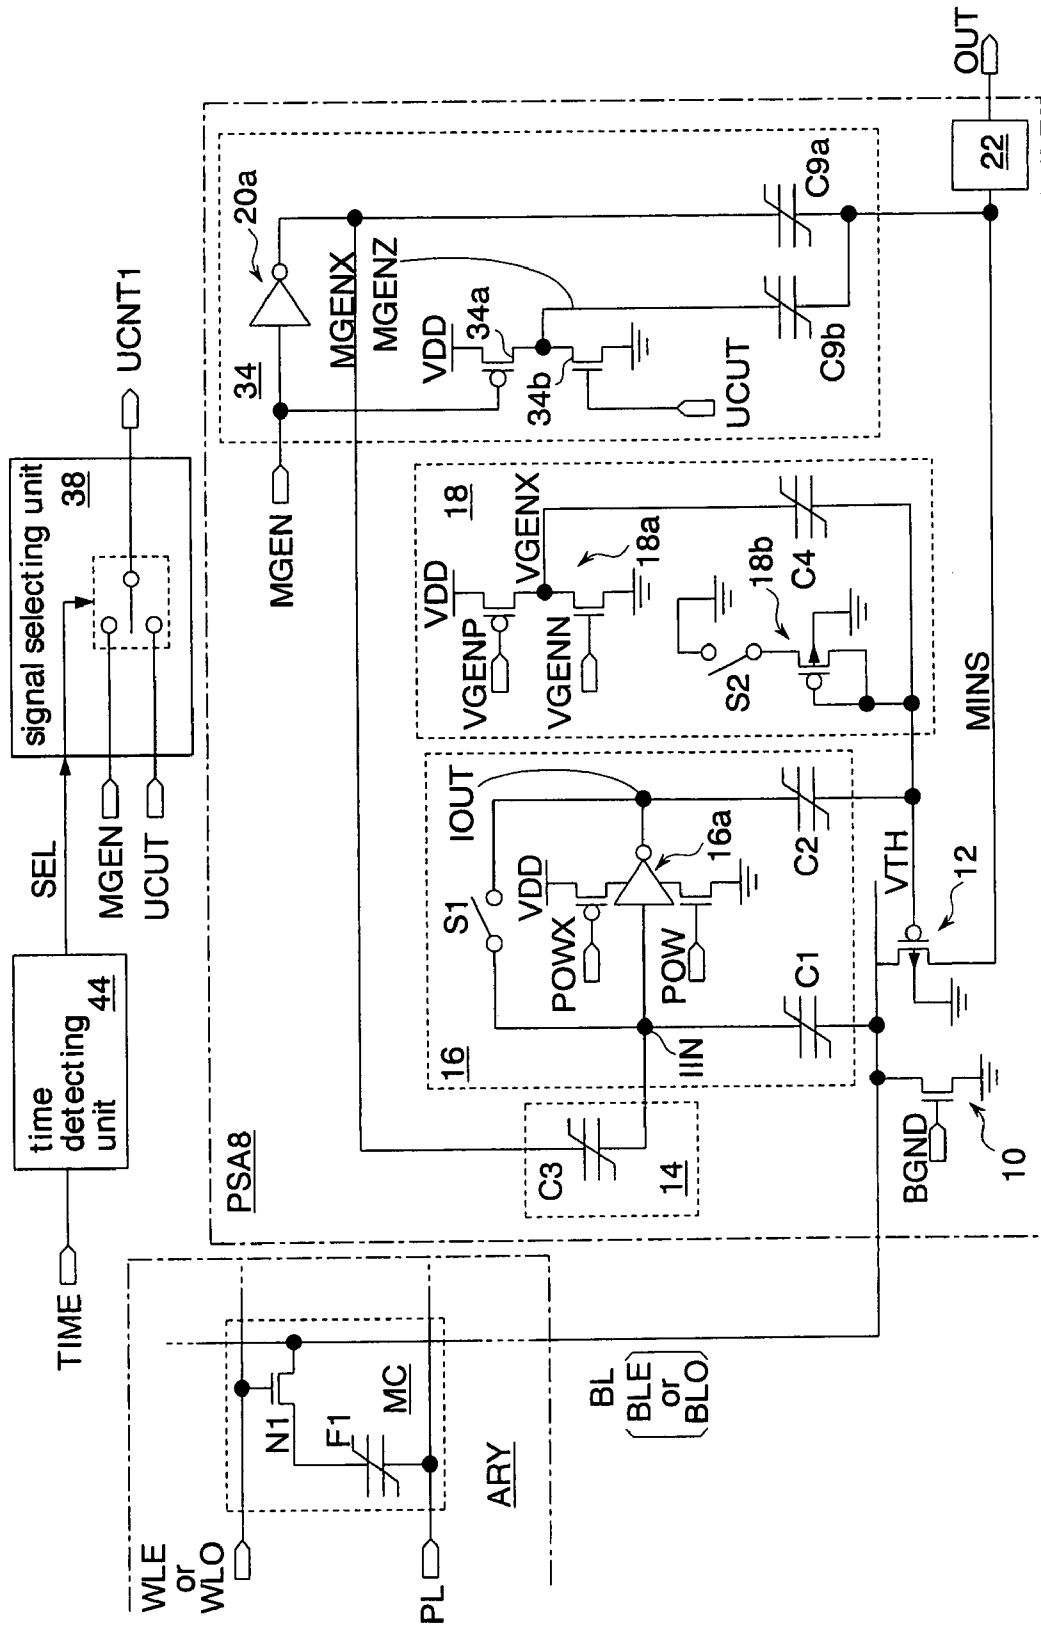 TIME
time
detecting
unit
44
SEL
MGEN
UCUT
signal selecting unit
38
UCNT1
WLE
or
WLO
PL
N1
F1
MC
ARY
BL
BLE
or
BLO
PSA8
C3
14
16
S1
IOUT
VDD
POWX
POW
16a
IIN
C1
C2
BGND
10
VTH
12
MINS
18
VDD
VGENP
VGENN
VGENX
18a
S2
18b
C4
MGEN
34
20a
MGENX
MGENZ
VDD
34a
34b
UCUT
C9b
C9a
22
OUT